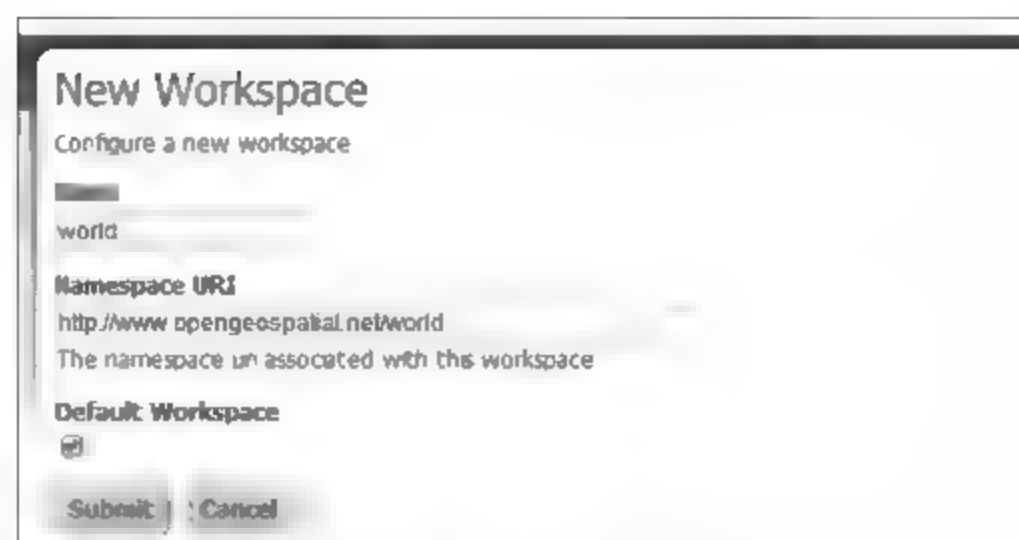 New Workspace
Configure a new workspace
world
Namespace URI
http://www.opengeospatial.net/world
The namespace uri associated with this workspace
Default Workspace
Submit Cancel